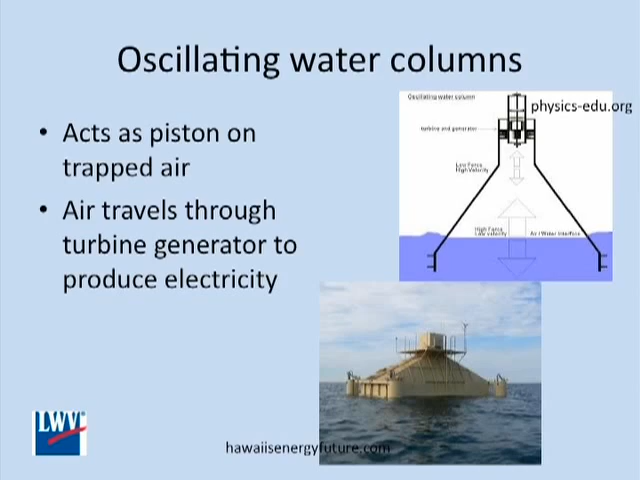 Oscillating water columns
• Acts as piston on
trapped air
• Air travels through
turbine generator to
produce electricity
Oscillating water column
physics-edu.org
turbine and generator
Low Force
High Velocity
High Force
Low velocity
Air / Water Interface
LWV
hawaiisenergyfuture.com